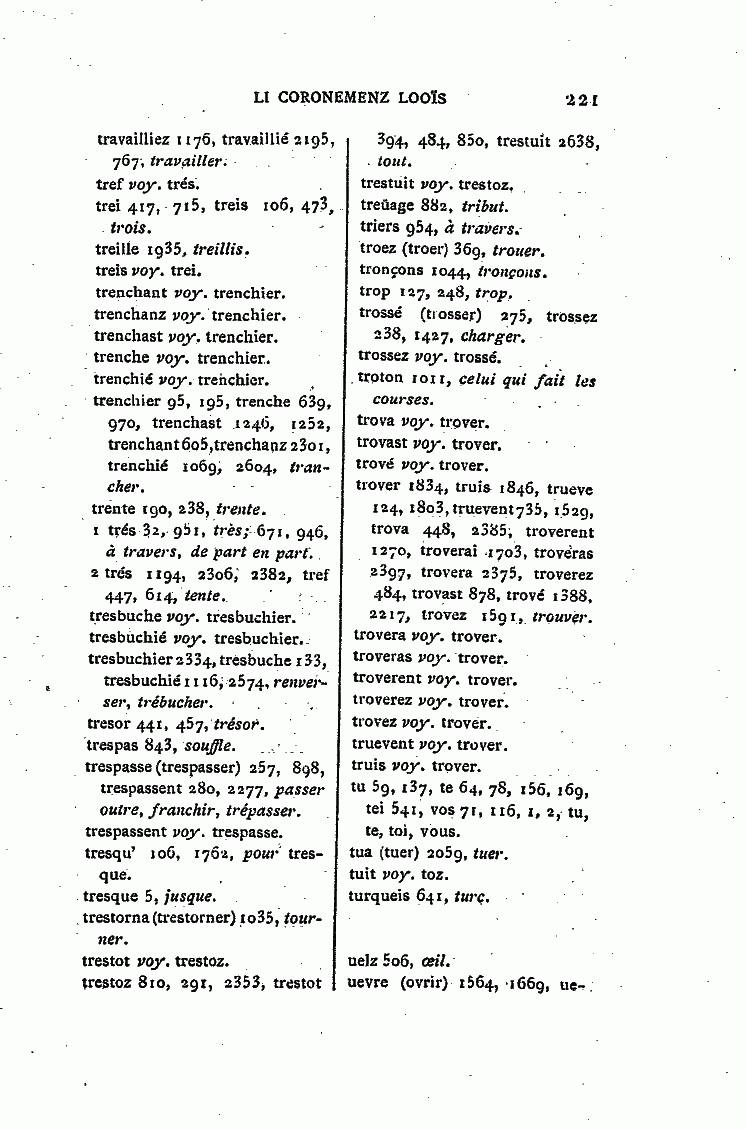 LI CORONEMENZ LOOÏS 221
travailliez 1176, travaillié 2195,
767, travailler.
tref voy. trés.
trei 417, 715, treis 106, 473,
trois.
treille 1935, treillis.
treis voy. trei.
trenchant voy. trenchier.
trenchanz voy. trenchier.
trenchast voy. trenchier.
trenche voy. trenchier.
trenchié voy. trenchier.
trenchier 95, 195, trenche 639,
970, trenchast 1246, 1252,
trenchant 605, trenchanz 2301,
trenchié 1069, 2604, tran-
cher.
trente 190, 238, trente.
1 trés 32, 951, très; 671, 946,
à travers, de part en part.
2 trés 1194, 2306, 2382, tref
447, 614, tente.
tresbuche voy. tresbuchier.
tresbuchié voy. tresbuchier.
tresbuchier 2334, tresbuche 133,
tresbuchié 1116, 2574, renver-
ser, trébucher.
tresor 441, 457, trésor.
trespas 843, souffle.
trespasse (trespasser) 257, 898,
trespassent 280, 2277, passer
outre, franchir, trépasser.
trespassent voy. trespasse.
tresqu' 106, 1762, pour tres-
que.
tresque 5, jusque.
trestorna (trestorner) 1035, tour-
ner.
trestot voy. trestoz.
trestoz 810, 291, 2353, trestot
394, 484, 850, trestuit 2638,
tout.
trestuit voy. trestoz.
treüage 882, tribut.
triers 954, à travers.
troez (troer) 369, trouer.
tronçons 1044, tronçons.
trop 127, 248, trop.
trossé (trosser) 275, trossez
238, 1427, charger.
trossez voy. trossé.
troton 1011, celui qui fait les
courses.
trova voy. trover.
trovast voy. trover.
trové voy. trover.
trover 1834, truis 1846, trueve
124, 1803, truevent 735, 1529,
trova 448, 2385, troverent
1270, troverai 1703, troveras
2397, trovera 2375, troverez
484, trovast 878, trové 1388,
2217, trovez 1591, trouver.
trovera voy. trover.
troveras voy. trover.
troverent voy. trover.
troverez voy. trover.
trovez voy. trover.
truevent voy. trover.
truis voy. trover.
tu 59, 137, te 64, 78, 156, 169,
tei 541, vos 71, 116, 1, 2, tu,
te, toi, vous.
tua (tuer) 2059, tuer.
tuit voy. toz.
turqueis 641, turc.
uelz 506, œil.
uevre (ovrir) 1564, 1669, ue-